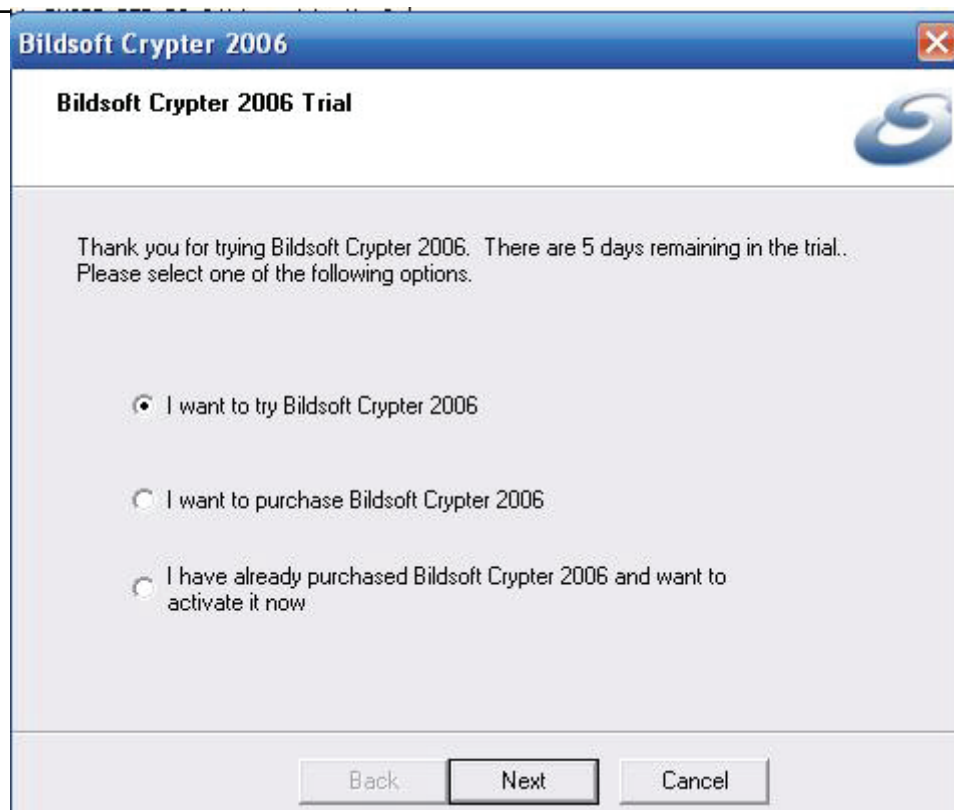 Bildsoft Crypter 2006
Bildsoft Crypter 2006 Trial
Thank you for trying Bildsoft Crypter 2006.  There are 5 days remaining in the trial..
Please select one of the following options.
I want to try Bildsoft Crypter 2006
I want to purchase Bildsoft Crypter 2006
I have already purchased Bildsoft Crypter 2006 and want to
activate it now
Back
Next
Cancel